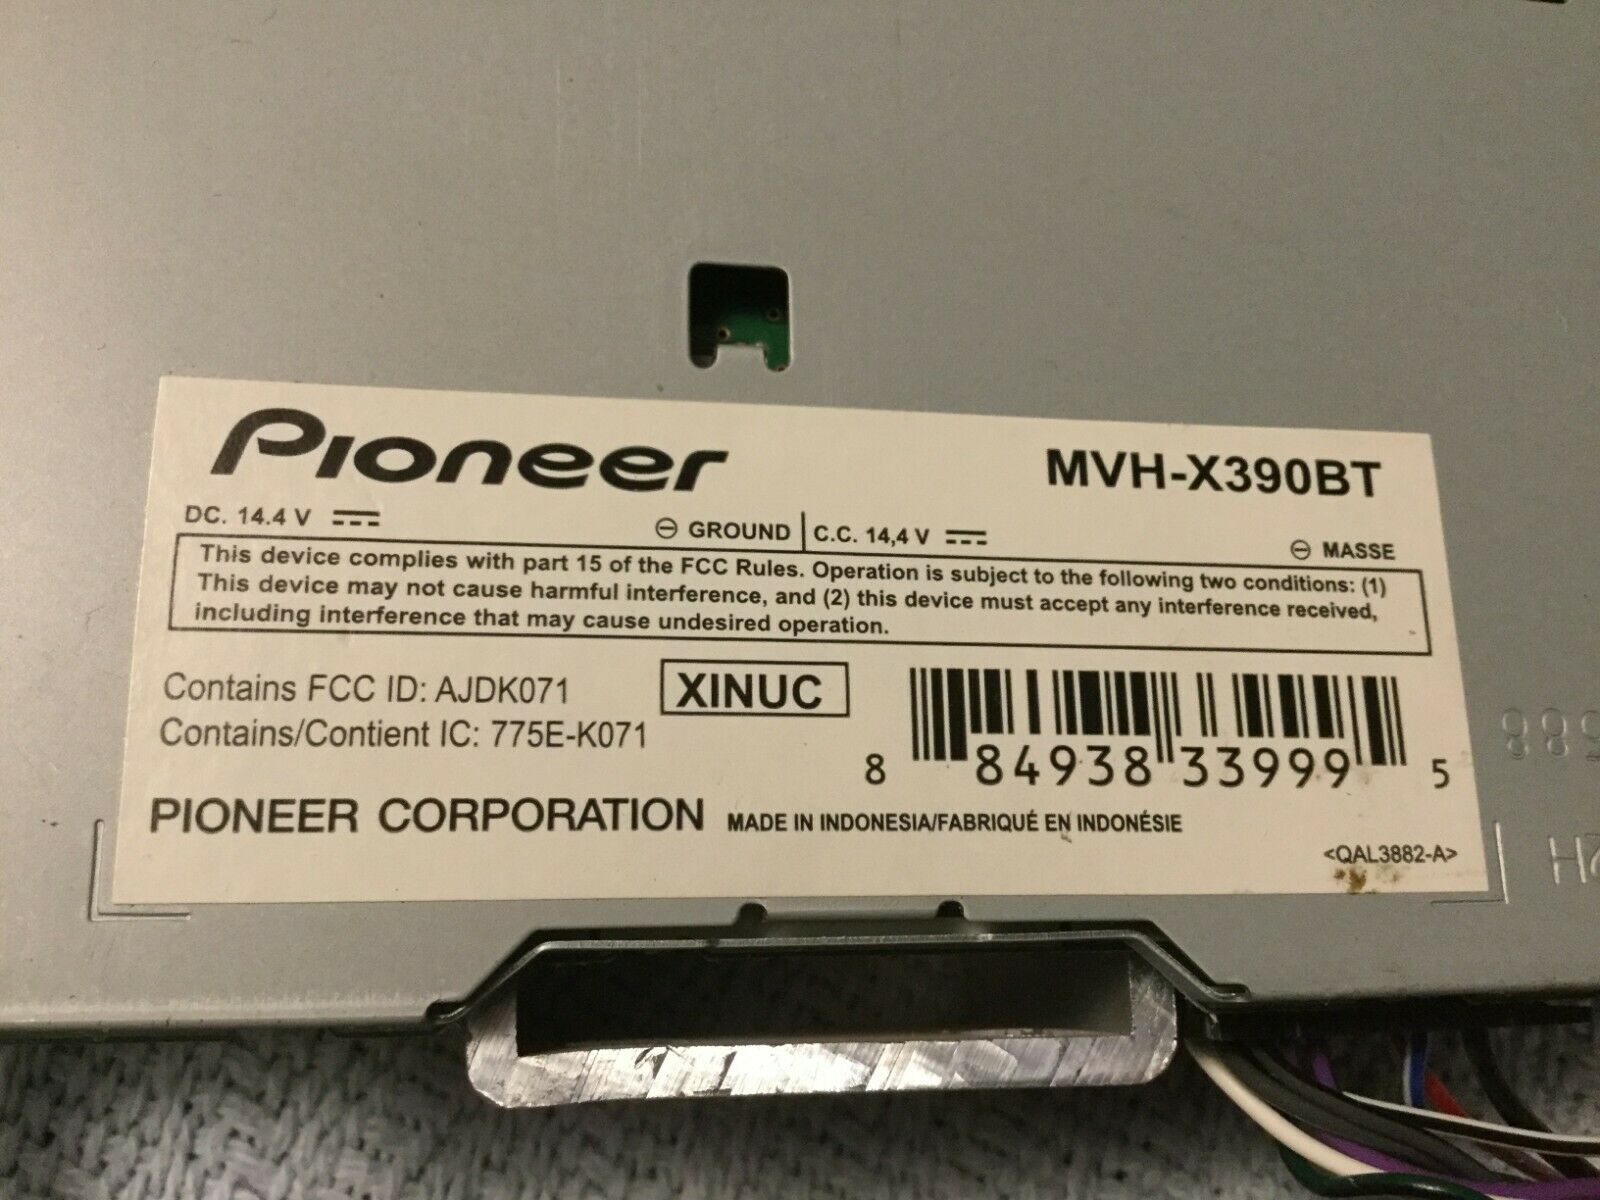 Pioneer
MVH-X390BT
DC. 14.4 V ⎓ ⊖ GROUND | C.C. 14,4 V ⎓ ⊖ MASSE
This device complies with part 15 of the FCC Rules. Operation is subject to the following two conditions: (1)
This device may not cause harmful interference, and (2) this device must accept any interference received,
including interference that may cause undesired operation.
Contains FCC ID: AJDK071
XINUC
Contains/Contient IC: 775E-K071
8 84938 33999 5
PIONEER CORPORATION MADE IN INDONESIA/FABRIQUÉ EN INDONÉSIE
<QAL3882-A>